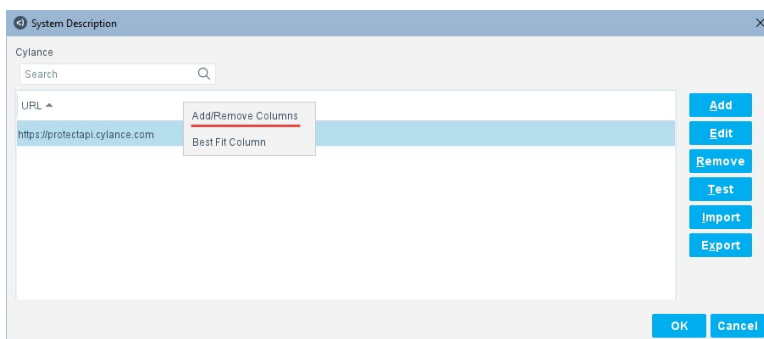 System Description
Cylance
Search
URL
Add/Remove Columns
https://protectapi.cylance.com
Best Fit Column
Add
Edit
Remove
Test
Import
Export
OK
Cancel